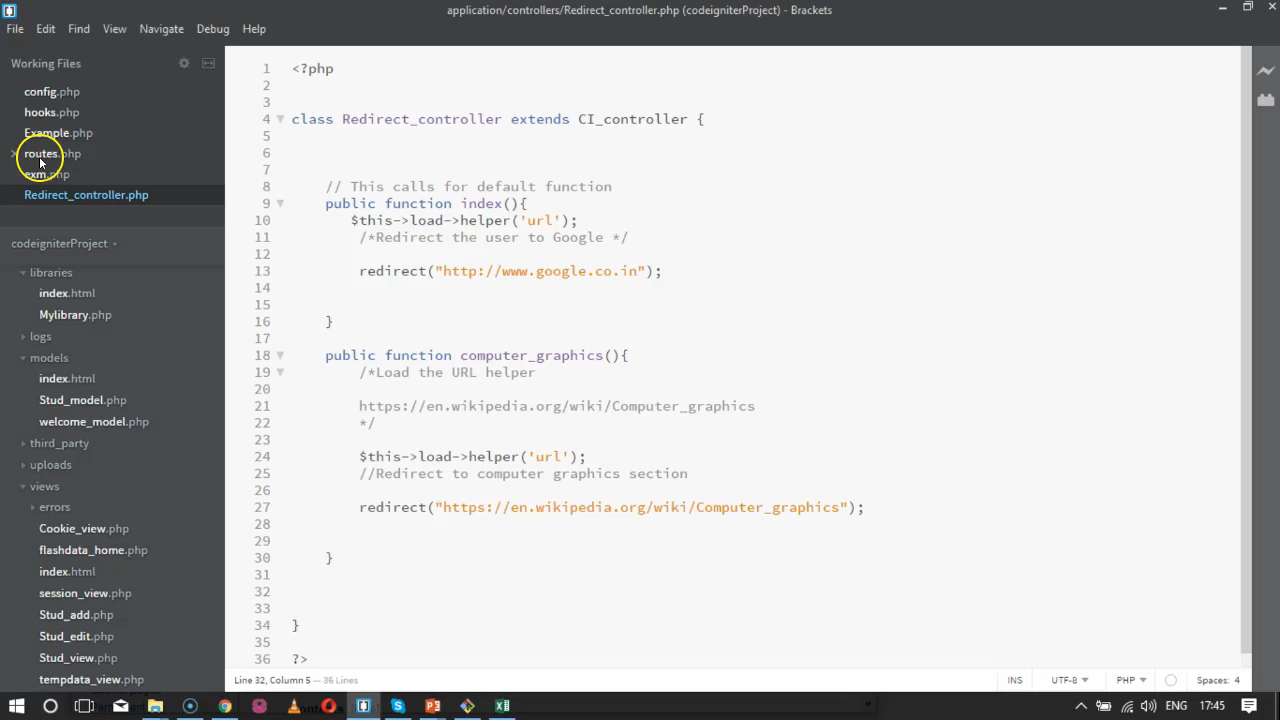 application/controllers/Redirect_controller.php (codeigniterProject) - Brackets
File Edit Find View Navigate Debug Help
Working Files
config.php
hooks.php
Example.php
routes.php
exm.php
Redirect_controller.php
codeigniterProject
libraries
index.html
Mylibrary.php
logs
models
index.html
Stud_model.php
welcome_model.php
third_party
uploads
views
errors
Cookie_view.php
flashdata_home.php
index.html
session_view.php
Stud_add.php
Stud_edit.php
Stud_view.php
tempdata_view.php
1 <?php
2
3
4 class Redirect_controller extends CI_controller {
5
6
7
8 // This calls for default function
9 public function index(){
10 $this->load->helper('url');
11 /*Redirect the user to Google */
12
13 redirect("http://www.google.co.in");
14
15
16 }
17
18 public function computer_graphics(){
19 /*Load the URL helper
20
21 https://en.wikipedia.org/wiki/Computer_graphics
22 */
23
24 $this->load->helper('url');
25 //Redirect to computer graphics section
26
27 redirect("https://en.wikipedia.org/wiki/Computer_graphics");
28
29
30 }
31
32
33
34 }
35
36 ?>
Line 32, Column 5 — 36 Lines
INS UTF-8 PHP Spaces: 4
ENG 17:45